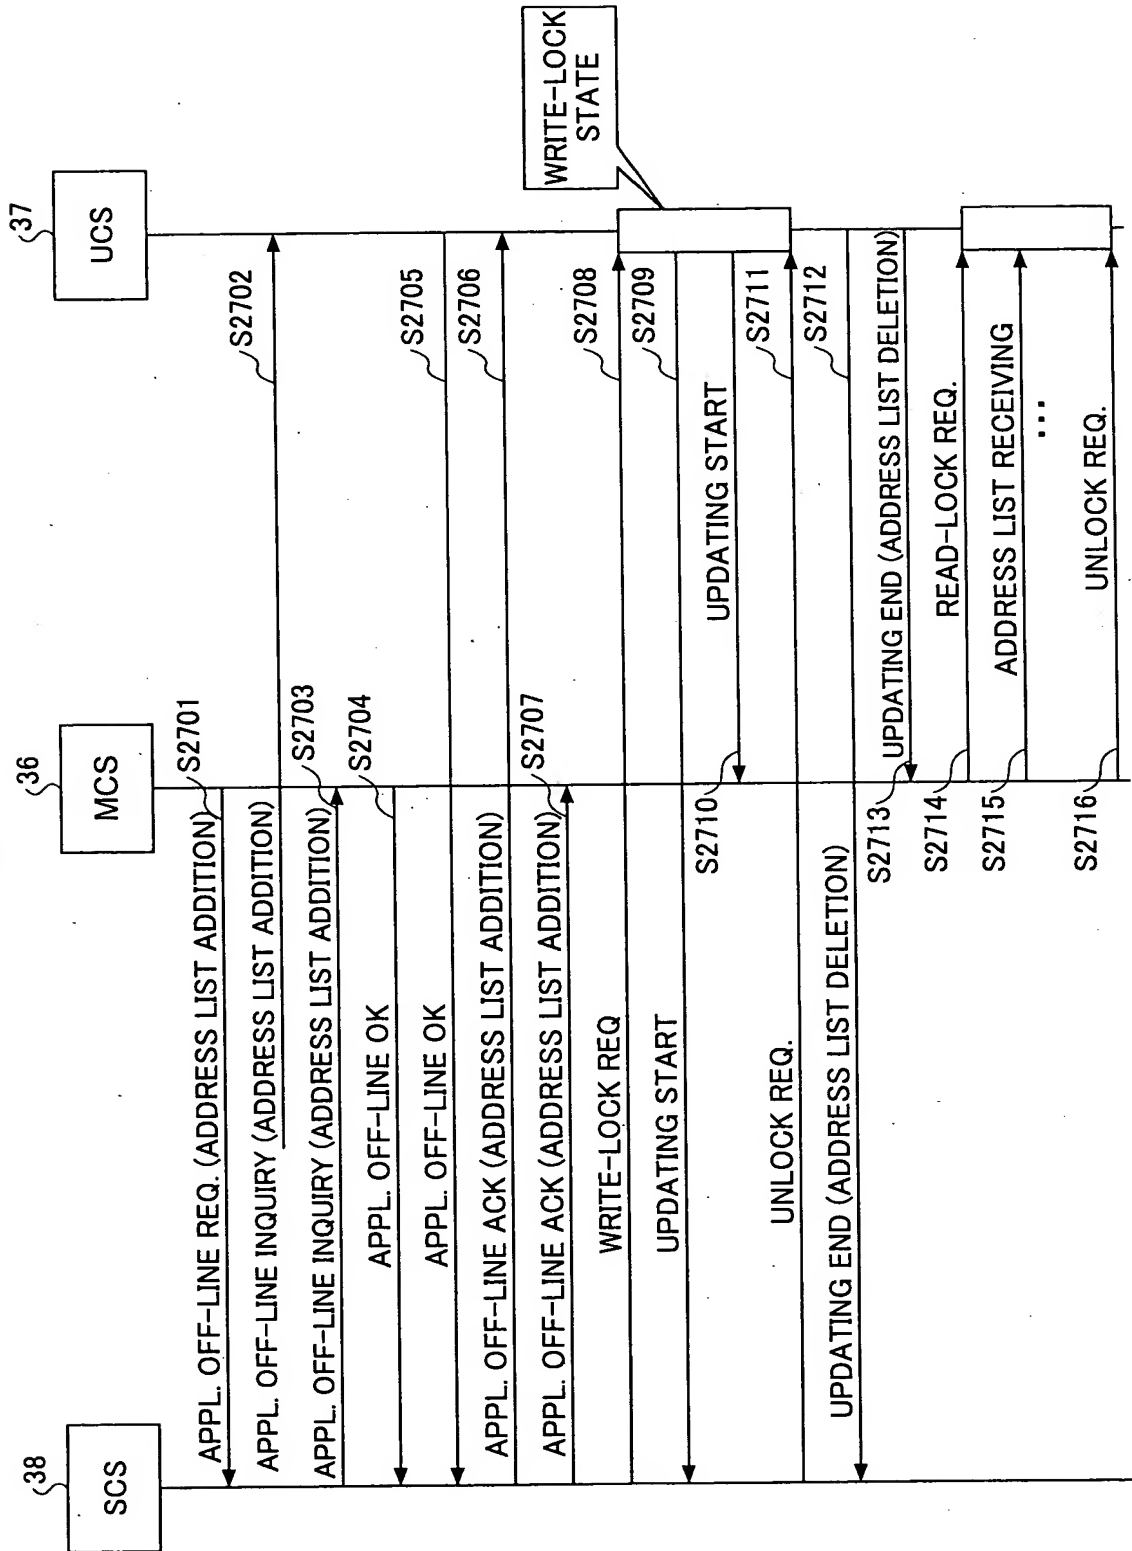 38
SCS
36
MCS
37
UCS
APPL. OFF-LINE REQ. (ADDRESS LIST ADDITION)
S2701
APPL. OFF-LINE INQUIRY (ADDRESS LIST ADDITION)
S2702
APPL. OFF-LINE INQUIRY (ADDRESS LIST ADDITION)
S2703
APPL. OFF-LINE OK
S2704
APPL. OFF-LINE OK
S2705
APPL. OFF-LINE ACK (ADDRESS LIST ADDITION)
S2706
APPL. OFF-LINE ACK (ADDRESS LIST ADDITION)
S2707
WRITE-LOCK REQ
S2708
WRITE-LOCK
STATE
UPDATING START
S2709
S2710
UPDATING START
UNLOCK REQ.
S2711
UPDATING END (ADDRESS LIST DELETION)
S2712
S2713
UPDATING END (ADDRESS LIST DELETION)
S2714
READ-LOCK REQ.
S2715
ADDRESS LIST RECEIVING
...
S2716
UNLOCK REQ.